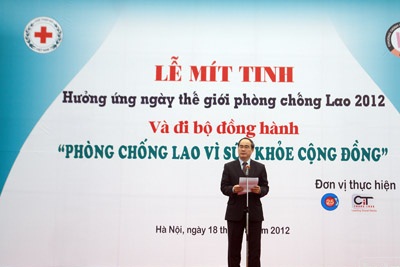 LỄ MÍT TINH
Hưởng ứng ngày thế giới phòng chống Lao 2012
Và đi bộ đồng hành
“PHÒNG CHỐNG LAO VÌ SỨC KHỎE CỘNG ĐỒNG”
Đơn vị thực hiện
CIT
Hà Nội, ngày 18 th 2012